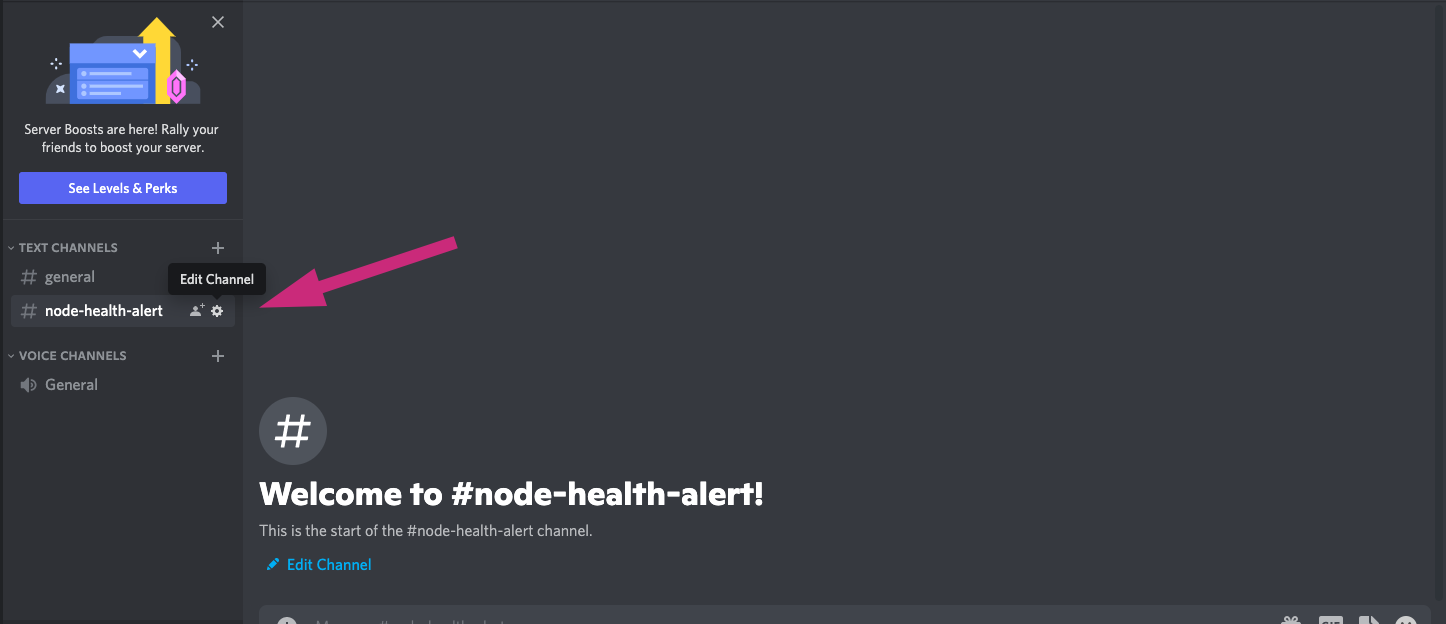 Server Boosts are here! Rally your
friends to boost your server.
See Levels & Perks
TEXT CHANNELS
general
Edit Channel
node-health-alert
VOICE CHANNELS
General
#
Welcome to #node-health-alert!
This is the start of the #node-health-alert channel.
Edit Channel